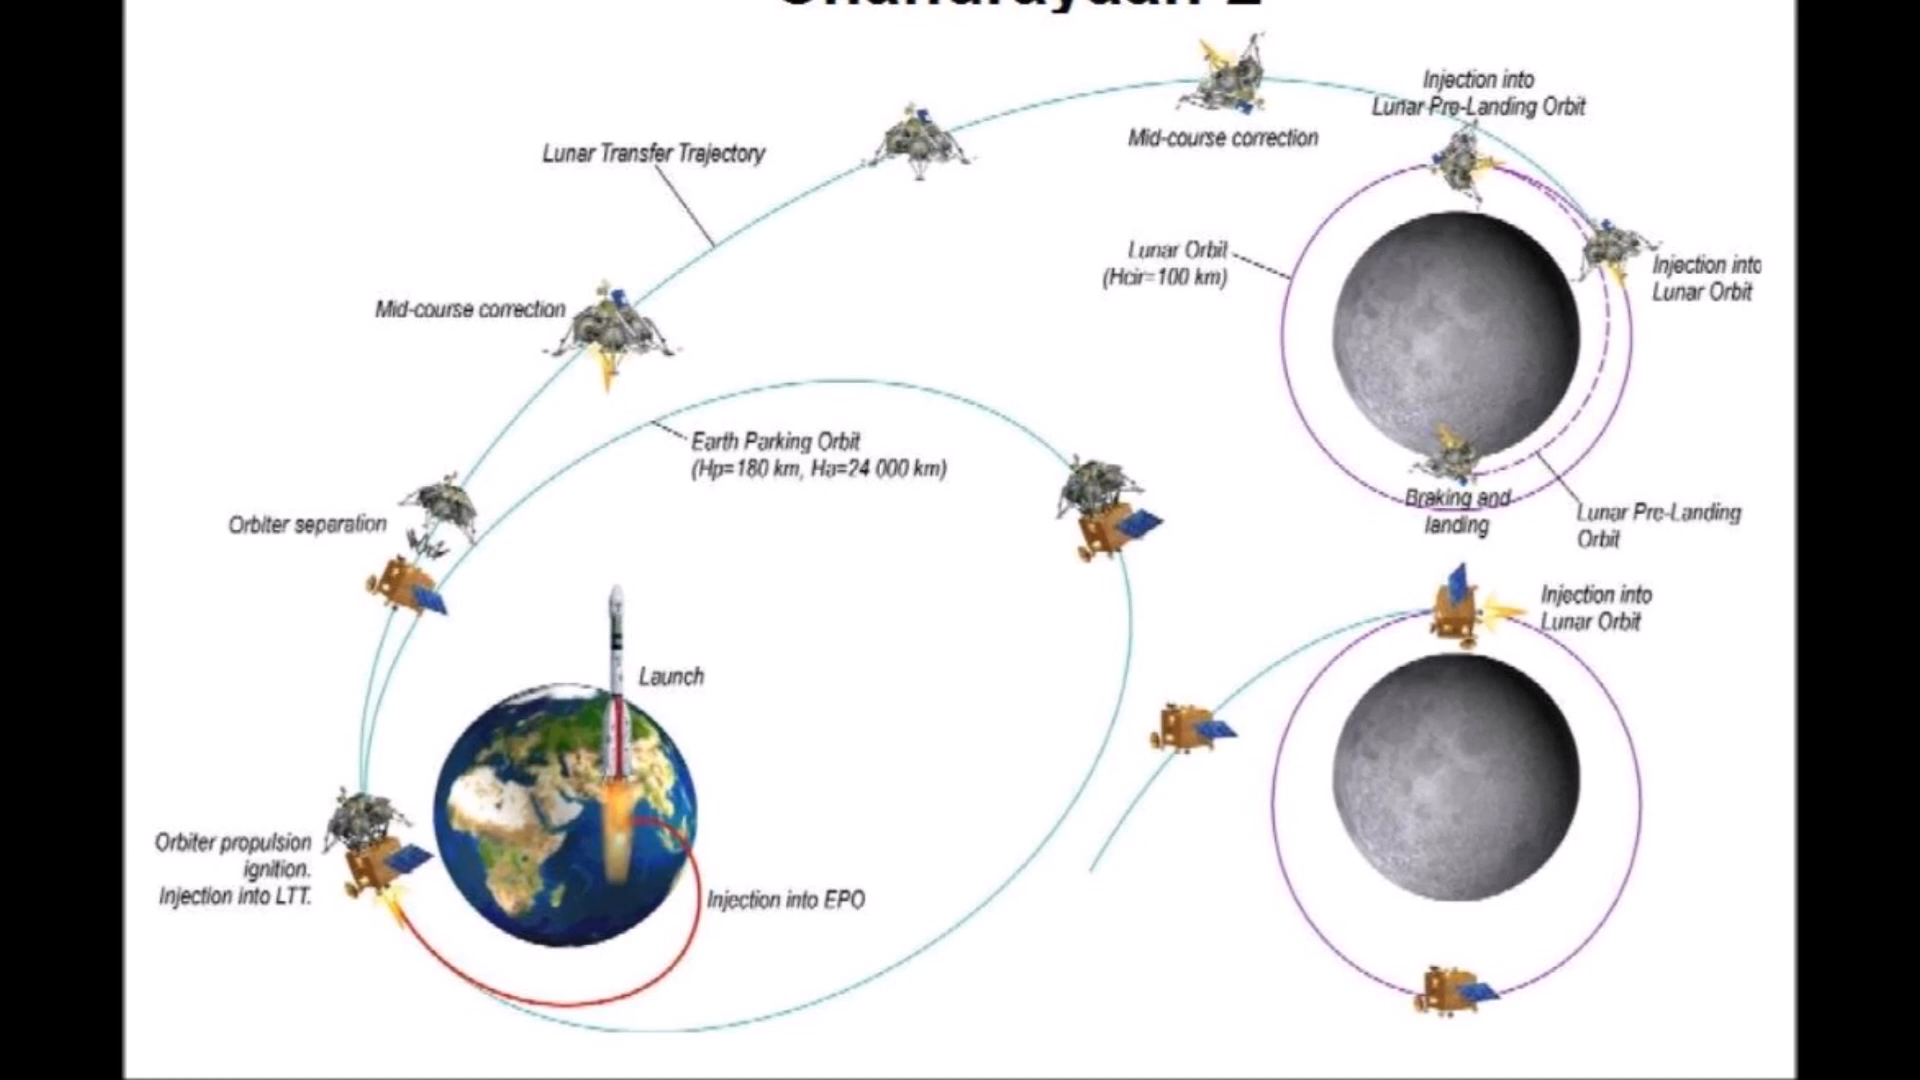 Chandrayaan-2
Injection into
Lunar Pre-Landing Orbit
Mid-course correction
Lunar Transfer Trajectory
Lunar Orbit
(Hcir=100 km)
Injection into
Lunar Orbit
Mid-course correction
Earth Parking Orbit
(Hp=180 km, Ha=24 000 km)
Braking and
landing
Lunar Pre-Landing
Orbit
Orbiter separation
Injection into
Lunar Orbit
Launch
Orbiter propulsion
ignition.
Injection into LTT.
Injection into EPO